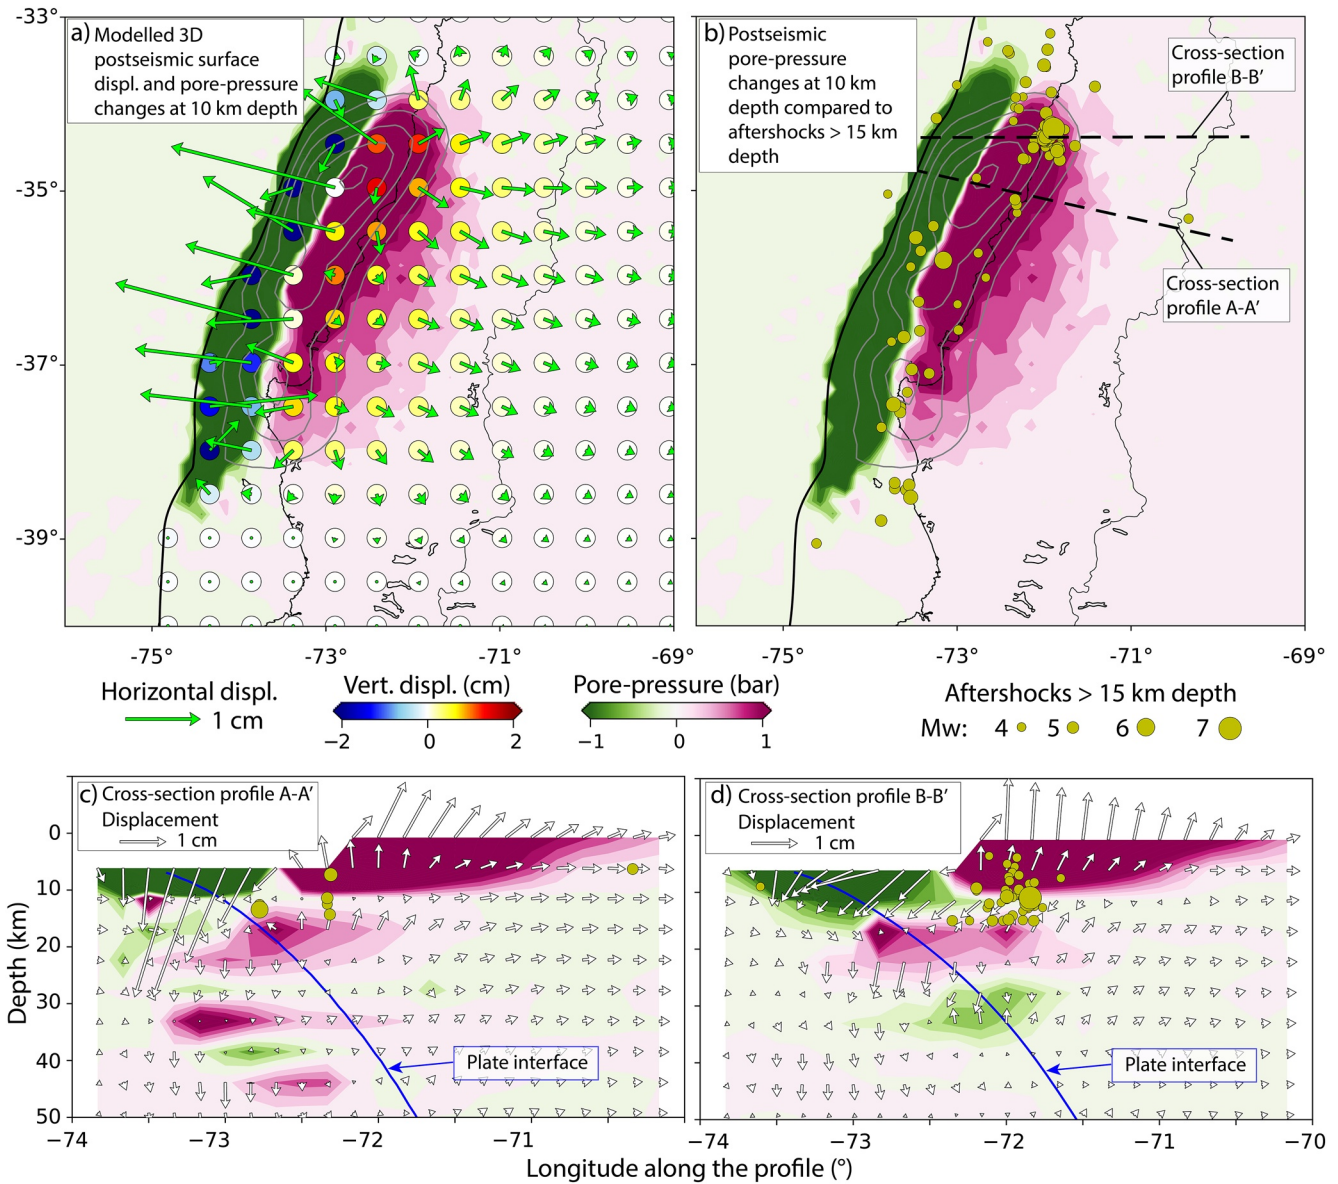 -33°
-35°
-37°
-39°
a) Modelled 3D
postseismic surface
displ. and pore-pressure
changes at 10 km depth
b) Postseismic
pore-pressure
changes at 10 km
depth compared to
aftershocks > 15 km
depth
Cross-section
profile B-B′
Cross-section
profile A-A′
-75° -73° -71° -69°
-75° -73° -71° -69°
Horizontal displ.
1 cm
Vert. displ. (cm)
−2 0 2
Pore-pressure (bar)
−1 0 1
Aftershocks > 15 km depth
Mw: 4 5 6 7
c) Cross-section profile A-A′
Displacement
1 cm
d) Cross-section profile B-B′
Displacement
1 cm
Depth (km)
0
10
20
30
40
50
Plate interface
Plate interface
−74 −73 −72 −71
−74 −73 −72 −71 −70
Longitude along the profile (°)